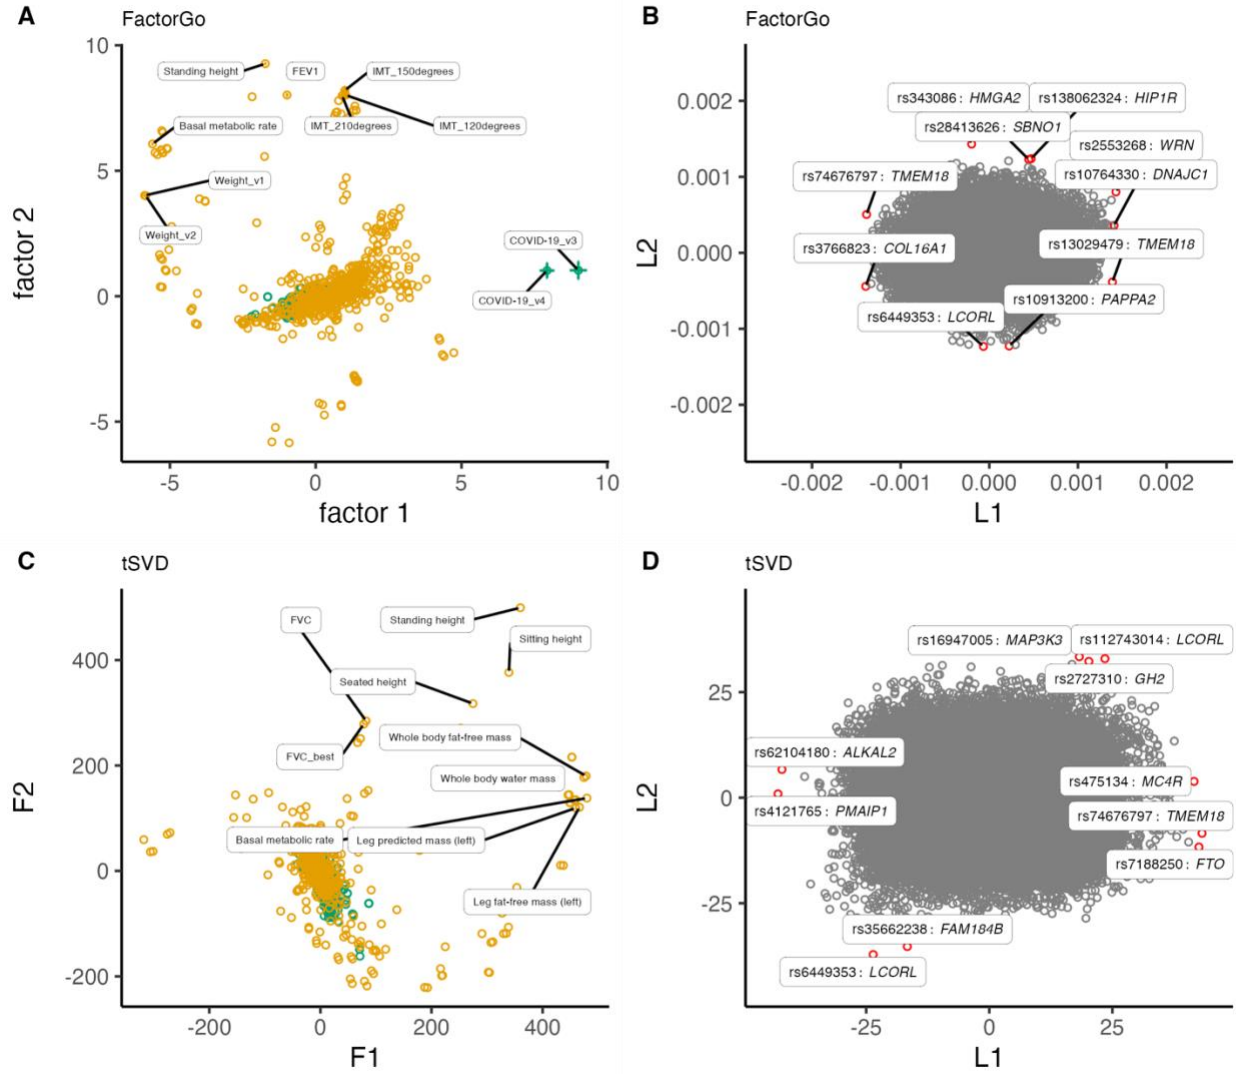 A
FactorGo
10
5
0
-5
factor 2
Standing height
FEV1
IMT_150degrees
Basal metabolic rate
IMT_210degrees
IMT_120degrees
Weight_v1
Weight_v2
COVID-19_v3
COVID-19_v4
-5
0
5
10
factor 1
B
FactorGo
0.002
0.001
0.000
-0.001
-0.002
L2
rs343086 : HMGA2
rs138062324 : HIP1R
rs28413626 : SBNO1
rs2553268 : WRN
rs74676797 : TMEM18
rs10764330 : DNAJC1
rs3766823 : COL16A1
rs13029479 : TMEM18
rs10913200 : PAPPA2
rs6449353 : LCORL
-0.002
-0.001
0.000
0.001
0.002
L1
C
tSVD
400
200
0
-200
F2
FVC
Standing height
Sitting height
Seated height
Whole body fat-free mass
FVC_best
Whole body water mass
Basal metabolic rate
Leg predicted mass (left)
Leg fat-free mass (left)
-200
0
200
400
F1
D
tSVD
25
0
-25
L2
rs16947005 : MAP3K3
rs112743014 : LCORL
rs2727310 : GH2
rs62104180 : ALKAL2
rs475134 : MC4R
rs4121765 : PMAIP1
rs74676797 : TMEM18
rs7188250 : FTO
rs35662238 : FAM184B
rs6449353 : LCORL
-25
0
25
L1